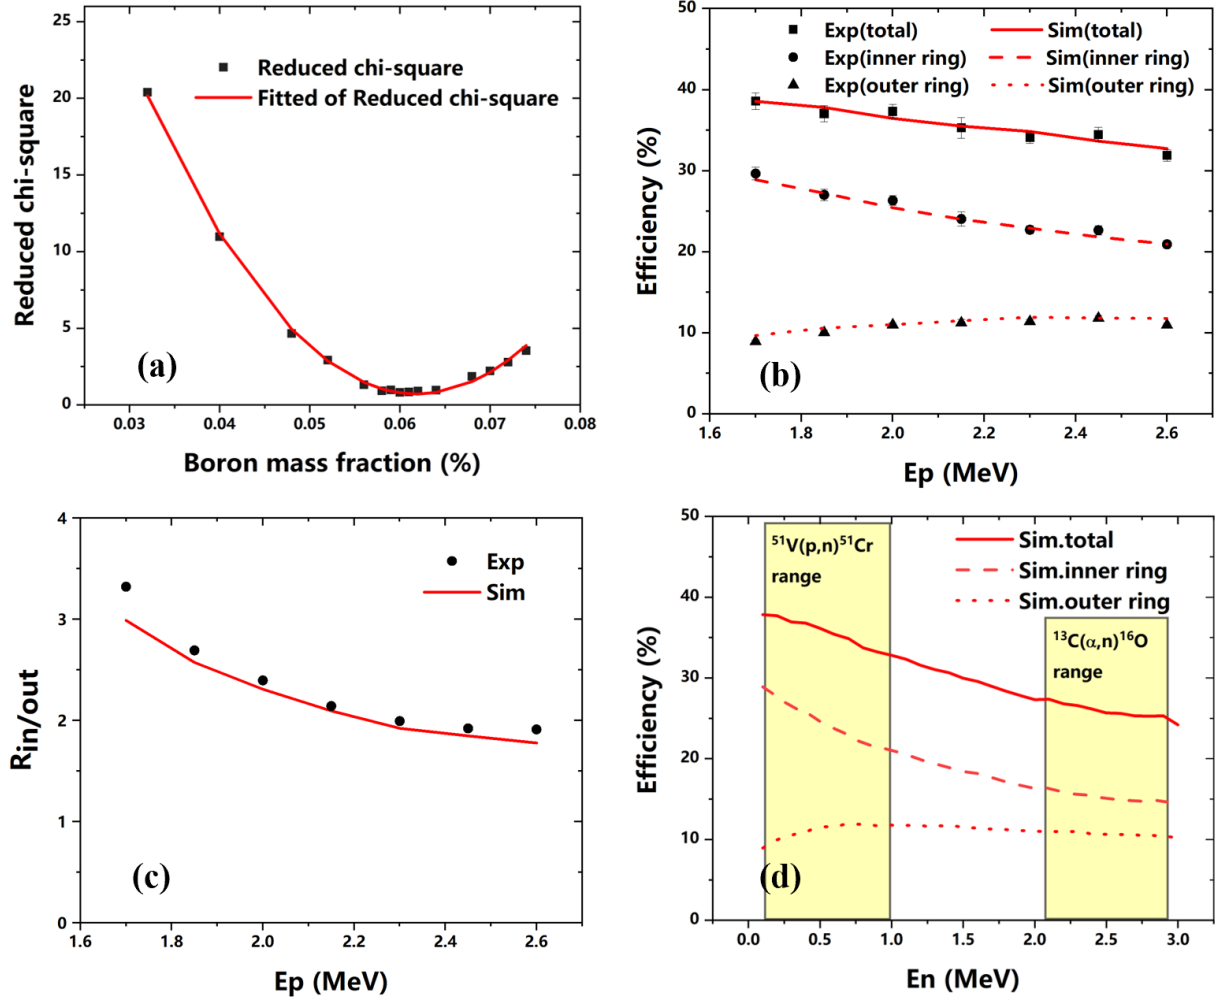 25
20
15
10
5
0
0.03 0.04 0.05 0.06 0.07 0.08
Reduced chi-square
Boron mass fraction (%)
Reduced chi-square
Fitted of Reduced chi-square
(a)
50
40
30
20
10
0
1.6 1.8 2.0 2.2 2.4 2.6
Efficiency (%)
Ep (MeV)
Exp(total) Sim(total)
Exp(inner ring) Sim(inner ring)
Exp(outer ring) Sim(outer ring)
(b)
4
3
2
1
0
1.6 1.8 2.0 2.2 2.4 2.6
Rin/out
Ep (MeV)
Exp
Sim
(c)
50
40
30
20
10
0
0.0 0.5 1.0 1.5 2.0 2.5 3.0
Efficiency (%)
En (MeV)
⁵¹V(p,n)⁵¹Cr
range
Sim.total
Sim.inner ring
Sim.outer ring
¹³C(α,n)¹⁶O
range
(d)